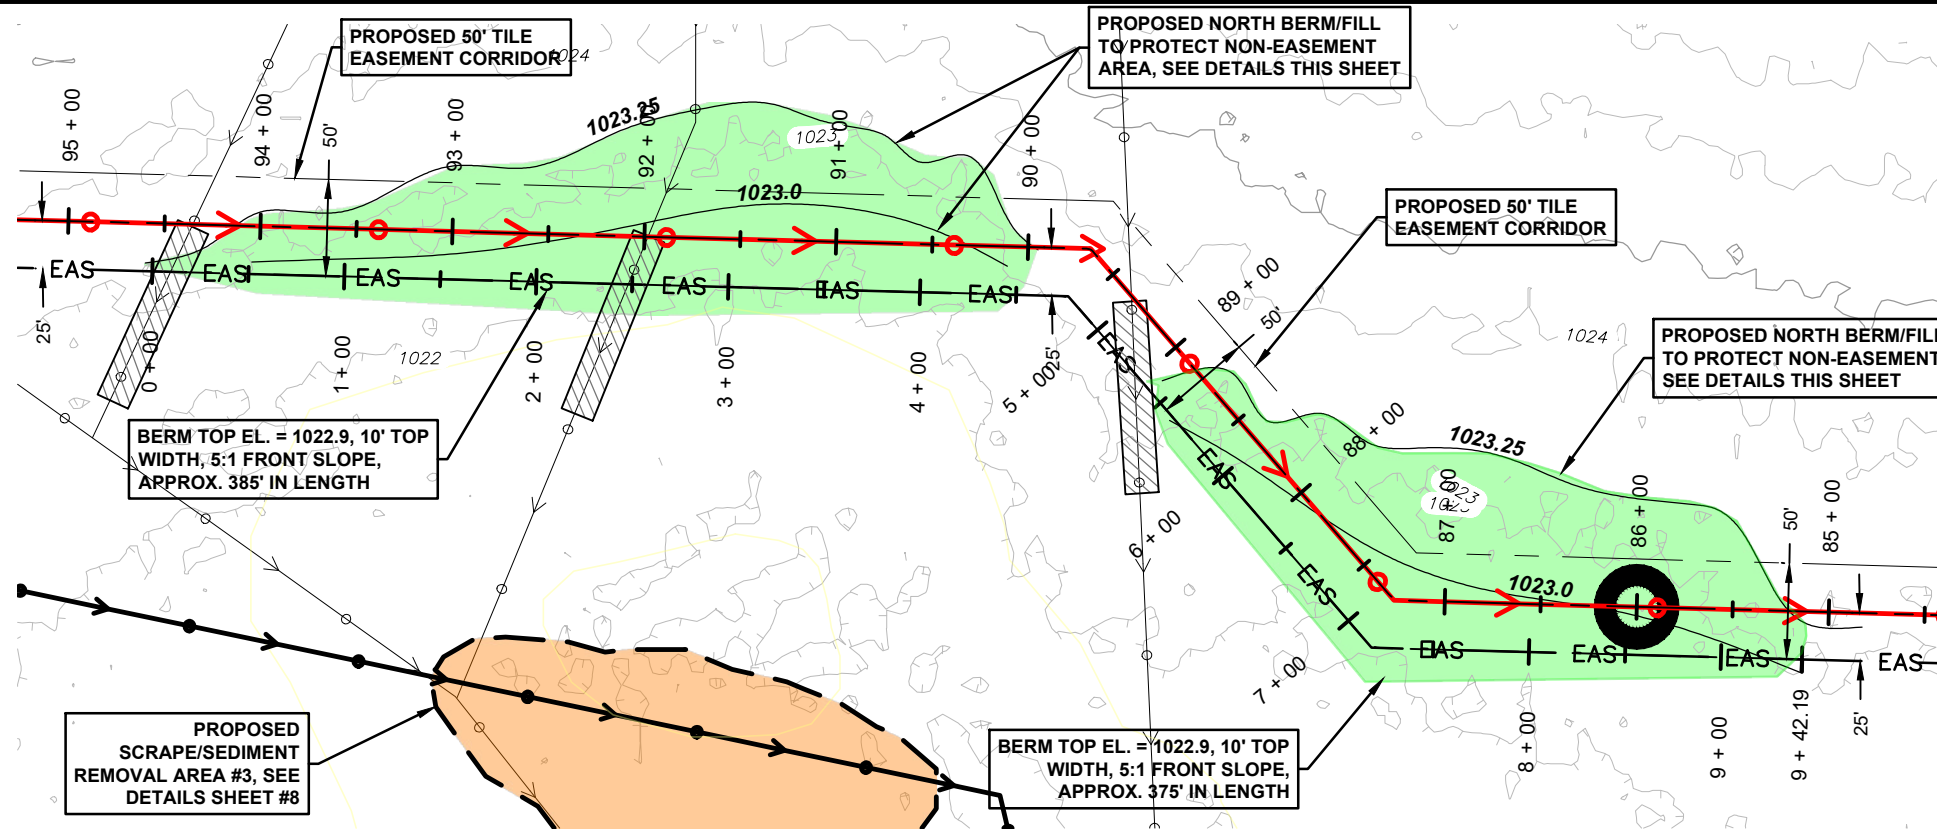 PROPOSED 50' TILE
EASEMENT CORRIDOR
1024
PROPOSED NORTH BERM/FILL
TO PROTECT NON-EASEMENT
AREA, SEE DETAILS THIS SHEET
95 + 00
94 + 00
50'
93 + 00
1023.25
92 + 00
1023
91 + 00
90 + 00
1023.0
PROPOSED 50' TILE
EASEMENT CORRIDOR
EAS
EAS
EAS
EAS
EAS
EAS
EAS
25'
0 + 00
1 + 00
1022
2 + 00
3 + 00
4 + 00
5 + 00
25'
EAS
89 + 00
50'
1024
PROPOSED NORTH BERM/FILL
TO PROTECT NON-EASEMENT
SEE DETAILS THIS SHEET
BERM TOP EL. = 1022.9, 10' TOP
WIDTH, 5:1 FRONT SLOPE,
APPROX. 385' IN LENGTH
88 + 00
1023.25
EAS
1023
1023
87 + 00
86 + 00
50'
85 + 00
6 + 00
EAS
1023.0
EAS
EAS
EAS
EAS
7 + 00
8 + 00
9 + 00
9 + 42.19
25'
PROPOSED
SCRAPE/SEDIMENT
REMOVAL AREA #3, SEE
DETAILS SHEET #8
BERM TOP EL. = 1022.9, 10' TOP
WIDTH, 5:1 FRONT SLOPE,
APPROX. 375' IN LENGTH